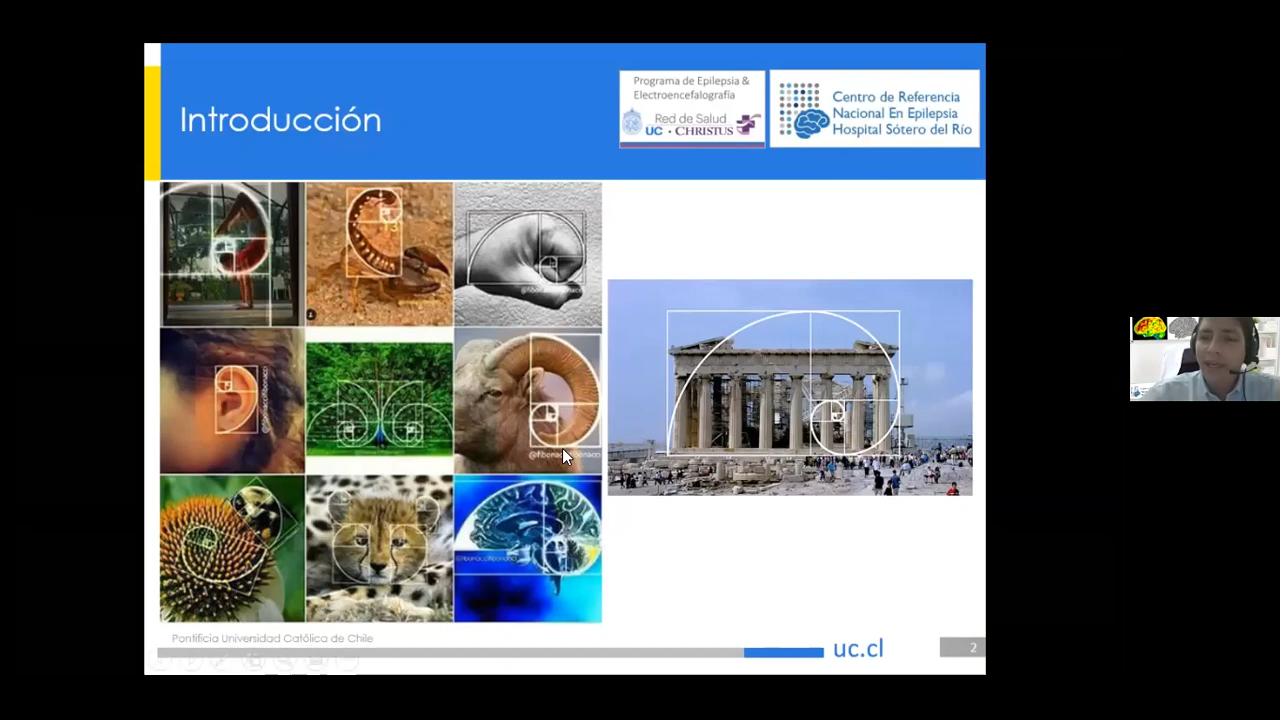 Introducción
Programa de Epilepsia &
Electroencefalografía
Red de Salud
UC · CHRISTUS
Centro de Referencia
Nacional En Epilepsia
Hospital Sótero del Río
13
Pontificia Universidad Católica de Chile
uc.cl
2